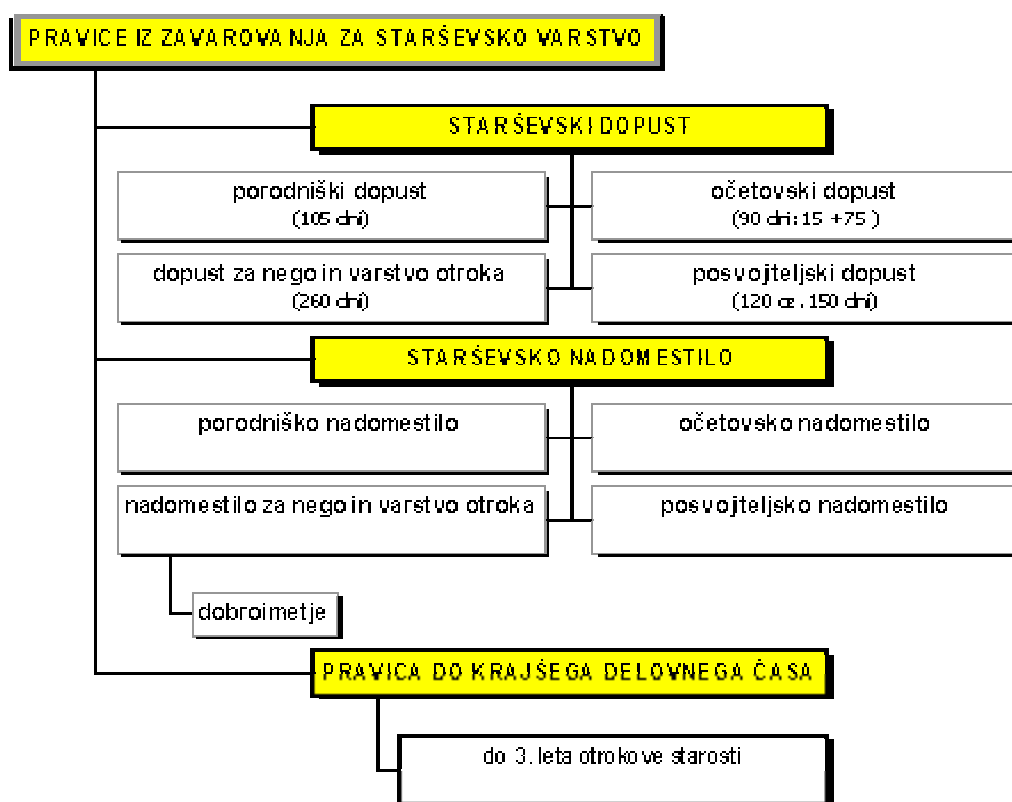 PRAVICE IZ ZAVAROVANJA ZA STARŠEVSKO VARSTVO
STARŠEVSKI DOPUST
porodniški dopust
(105 dni)
očetovski dopust
(90 dni: 15 + 75 )
dopust za nego in varstvo otroka
(260 dni)
posvojteljski dopust
(120 oz. 150 dni)
STARŠEVSKO NADOMESTILO
porodniško nadomestilo
očetovsko nadomestilo
nadomestilo za nego in varstvo otroka
posvojteljsko nadomestilo
dobroimetje
PRAVICA DO KRAJŠEGA DELOVNEGA ČASA
do 3. leta otrokove starosti